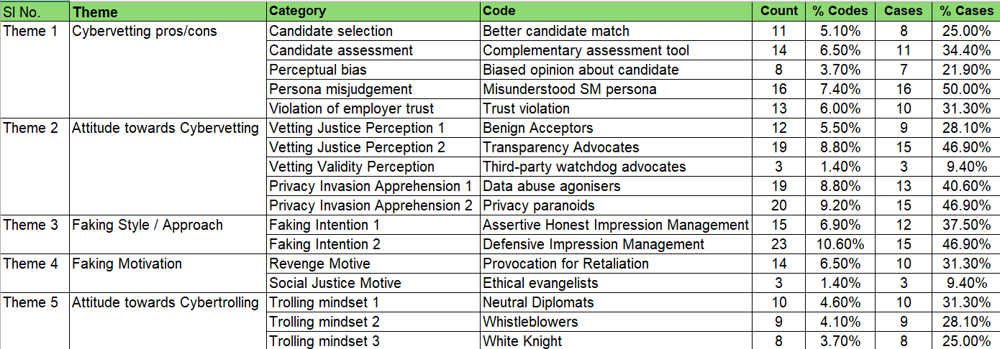 Sl No. Theme Category Code Count % Codes Cases % Cases
Theme 1 Cybervetting pros/cons Candidate selection Better candidate match 11 5.10% 8 25.00%
Candidate assessment Complementary assessment tool 14 6.50% 11 34.40%
Perceptual bias Biased opinion about candidate 8 3.70% 7 21.90%
Persona misjudgement Misunderstood SM persona 16 7.40% 16 50.00%
Violation of employer trust Trust violation 13 6.00% 10 31.30%
Theme 2 Attitude towards Cybervetting Vetting Justice Perception 1 Benign Acceptors 12 5.50% 9 28.10%
Vetting Justice Perception 2 Transparency Advocates 19 8.80% 15 46.90%
Vetting Validity Perception Third-party watchdog advocates 3 1.40% 3 9.40%
Privacy Invasion Apprehension 1 Data abuse agonisers 19 8.80% 13 40.60%
Privacy Invasion Apprehension 2 Privacy paranoids 20 9.20% 15 46.90%
Theme 3 Faking Style / Approach Faking Intention 1 Assertive Honest Impression Management 15 6.90% 12 37.50%
Faking Intention 2 Defensive Impression Management 23 10.60% 15 46.90%
Theme 4 Faking Motivation Revenge Motive Provocation for Retaliation 14 6.50% 10 31.30%
Social Justice Motive Ethical evangelists 3 1.40% 3 9.40%
Theme 5 Attitude towards Cybertrolling Trolling mindset 1 Neutral Diplomats 10 4.60% 10 31.30%
Trolling mindset 2 Whistleblowers 9 4.10% 9 28.10%
Trolling mindset 3 White Knight 8 3.70% 8 25.00%